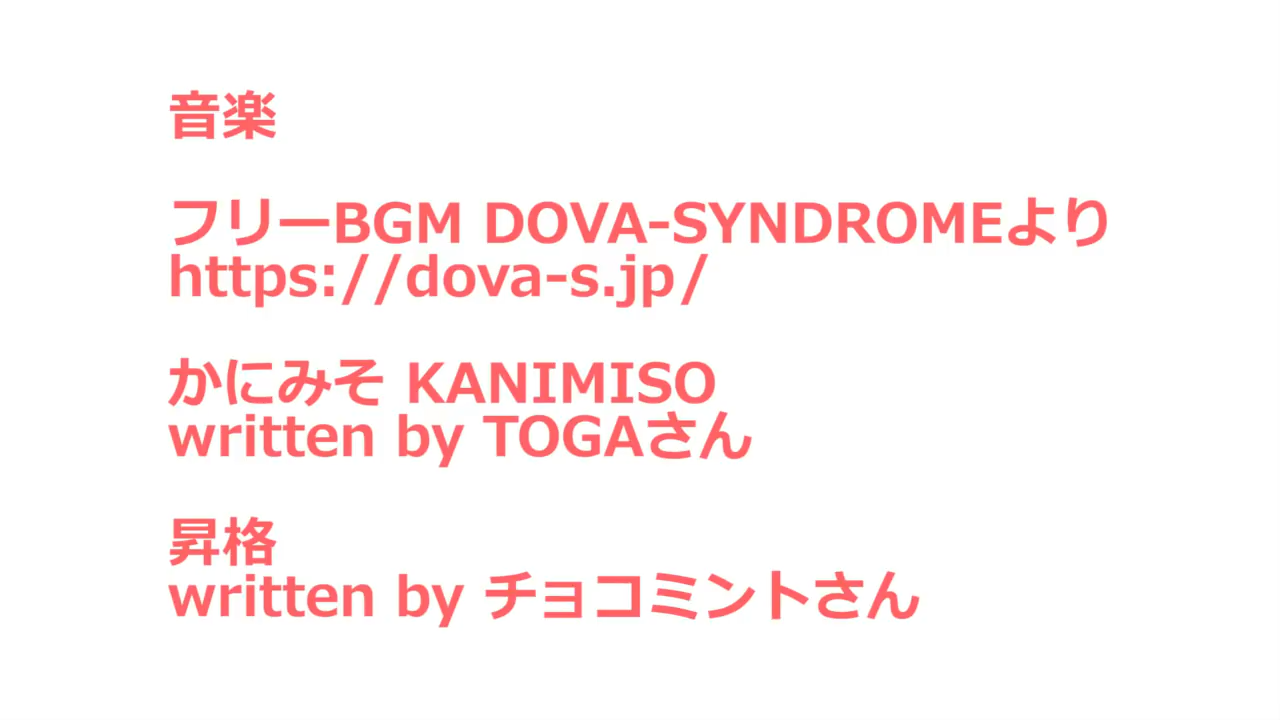 音楽
フリーBGM DOVA-SYNDROMEより
https://dova-s.jp/
かにみそ KANIMISO
written by TOGAさん
昇格
written by チョコミントさん